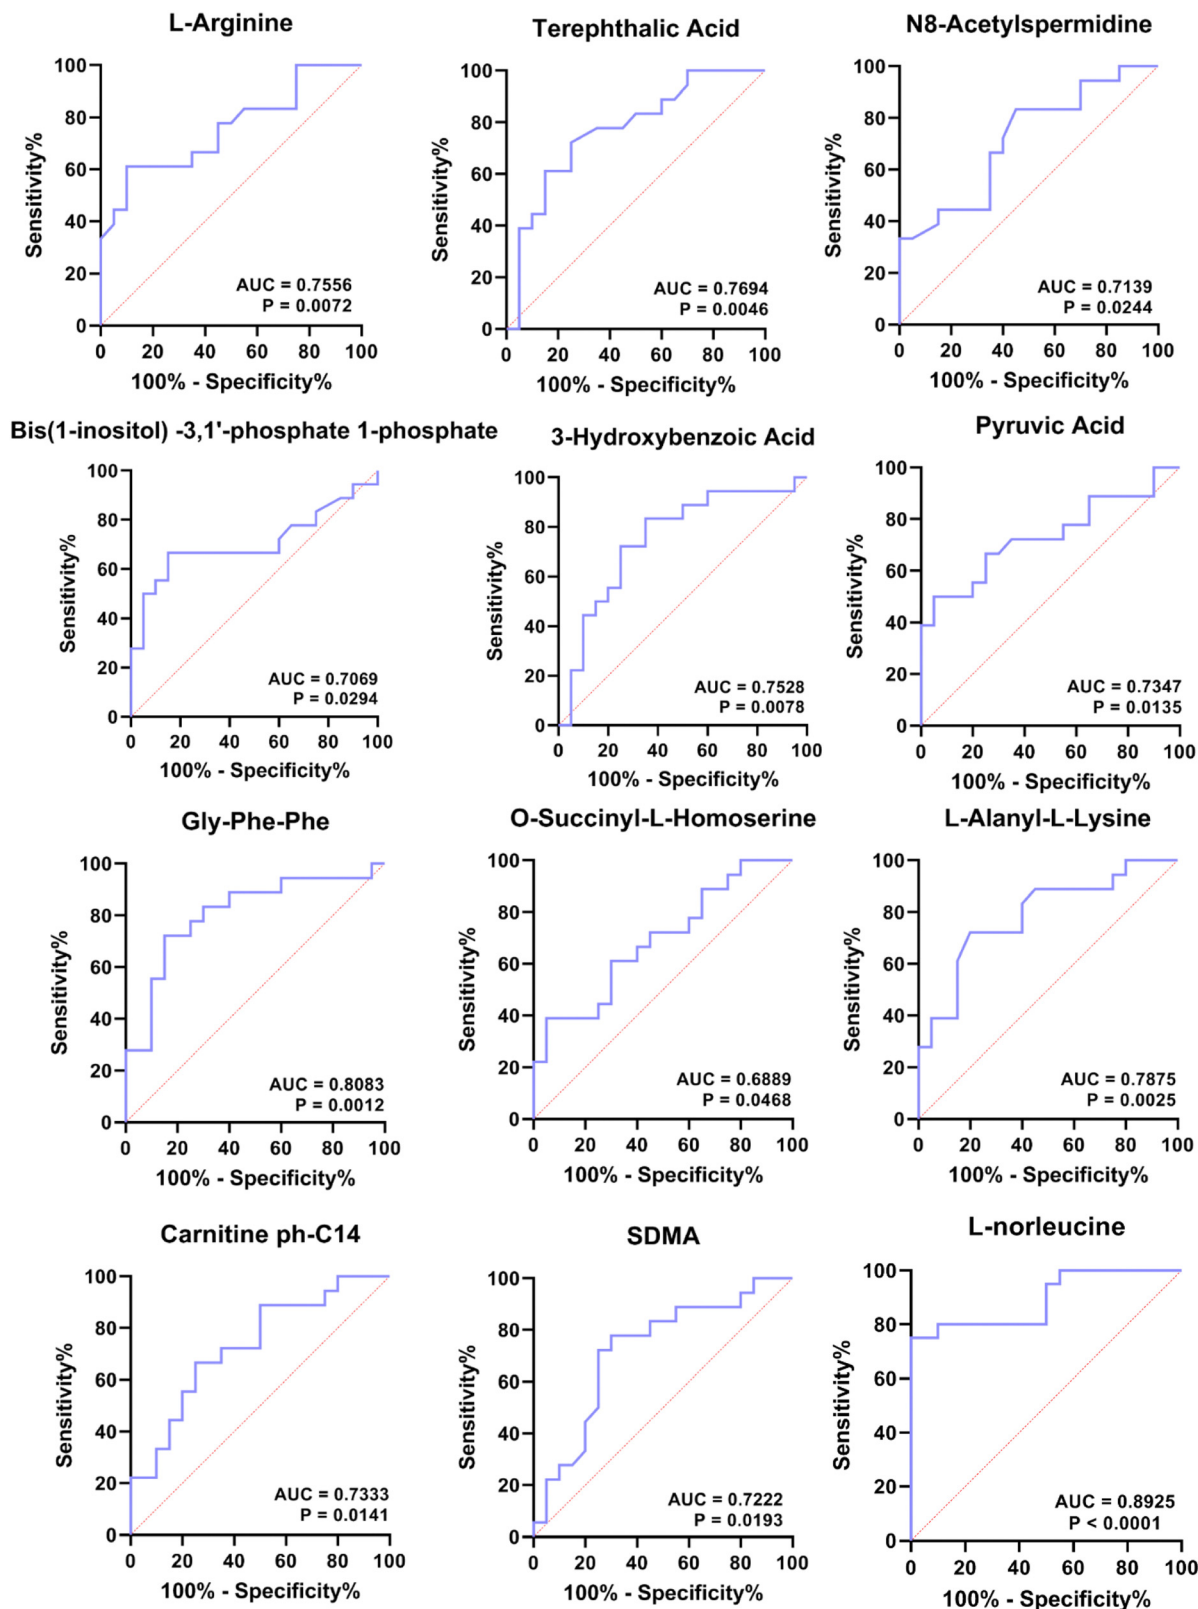 L-Arginine
Sensitivity%
100
80
60
40
20
0
AUC = 0.7556
P = 0.0072
0 20 40 60 80 100
100% - Specificity%
Terephthalic Acid
Sensitivity%
100
80
60
40
20
0
AUC = 0.7694
P = 0.0046
0 20 40 60 80 100
100% - Specificity%
N8-Acetylspermidine
Sensitivity%
100
80
60
40
20
0
AUC = 0.7139
P = 0.0244
0 20 40 60 80 100
100% - Specificity%
Bis(1-inositol) -3,1'-phosphate 1-phosphate
Sensitivity%
100
80
60
40
20
0
AUC = 0.7069
P = 0.0294
0 20 40 60 80 100
100% - Specificity%
3-Hydroxybenzoic Acid
Sensitivity%
100
80
60
40
20
0
AUC = 0.7528
P = 0.0078
0 20 40 60 80 100
100% - Specificity%
Pyruvic Acid
Sensitivity%
100
80
60
40
20
0
AUC = 0.7347
P = 0.0135
0 20 40 60 80 100
100% - Specificity%
Gly-Phe-Phe
Sensitivity%
100
80
60
40
20
0
AUC = 0.8083
P = 0.0012
0 20 40 60 80 100
100% - Specificity%
O-Succinyl-L-Homoserine
Sensitivity%
100
80
60
40
20
0
AUC = 0.6889
P = 0.0468
0 20 40 60 80 100
100% - Specificity%
L-Alanyl-L-Lysine
Sensitivity%
100
80
60
40
20
0
AUC = 0.7875
P = 0.0025
0 20 40 60 80 100
100% - Specificity%
Carnitine ph-C14
Sensitivity%
100
80
60
40
20
0
AUC = 0.7333
P = 0.0141
0 20 40 60 80 100
100% - Specificity%
SDMA
Sensitivity%
100
80
60
40
20
0
AUC = 0.7222
P = 0.0193
0 20 40 60 80 100
100% - Specificity%
L-norleucine
Sensitivity%
100
80
60
40
20
0
AUC = 0.8925
P < 0.0001
0 20 40 60 80 100
100% - Specificity%